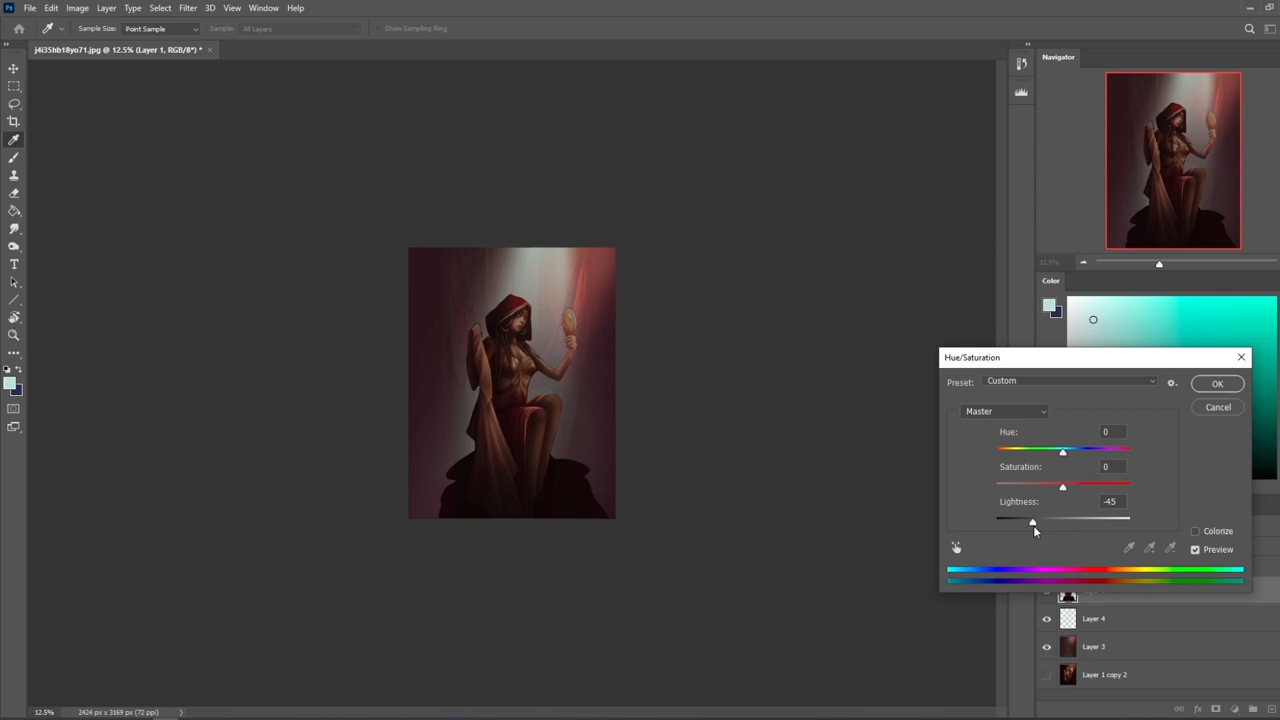 Ps File Edit Image Layer Type Select Filter 3D View Window Help
Sample Size: Point Sample Sample: All Layers Show Sampling Ring
j4i35hb18yo71.jpg @ 12.5% (Layer 1, RGB/8*) * ×
Navigator
12.5%
Color
Hue/Saturation
Preset: Custom
OK
Master
Cancel
Hue: 0
Saturation: 0
Lightness: -45
Colorize
Preview
Layer 4
Layer 3
Layer 1 copy 2
12.5% 2424 px x 3169 px (72 ppi)